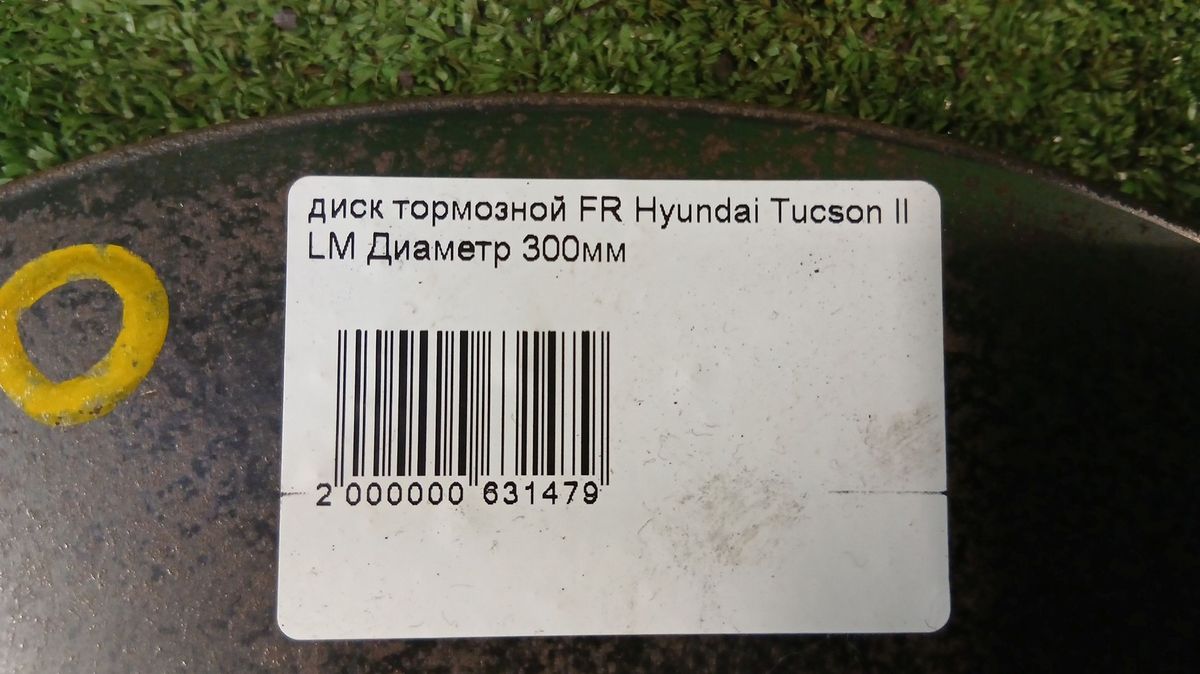 диск тормозной FR Hyundai Tucson II
LM Диаметр 300мм
2 000000 631479